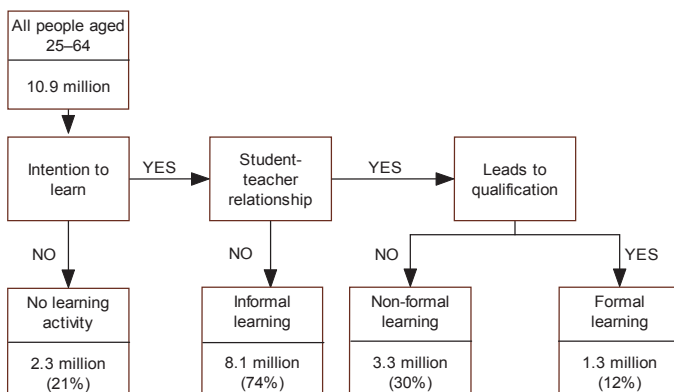 All people aged
25–64
10.9 million
Intention to
learn
YES
Student-
teacher
relationship
YES
Leads to
qualification
NO
NO
NO
YES
No learning
activity
2.3 million
(21%)
Informal
learning
8.1 million
(74%)
Non-formal
learning
3.3 million
(30%)
Formal
learning
1.3 million
(12%)